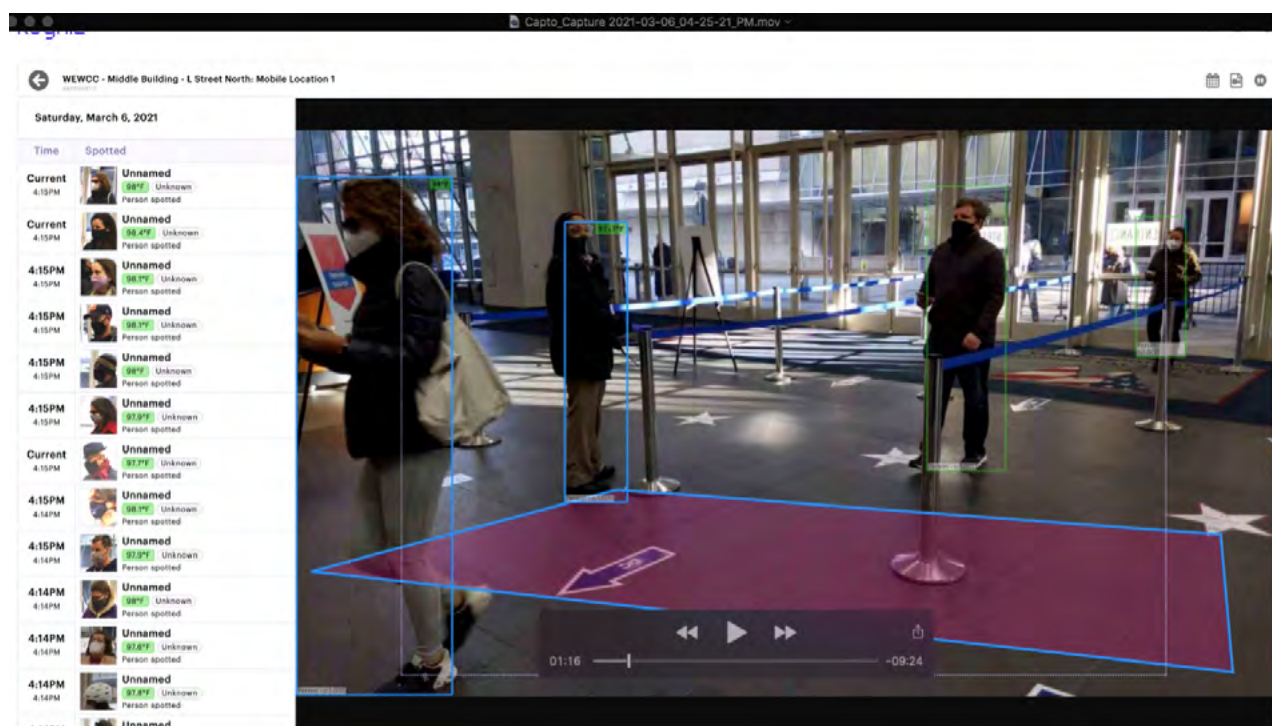 Capto_Capture 2021-03-06_04-25-21_PM.mov
WEWCC - Middle Building - L Street North: Mobile Location 1
Saturday, March 6, 2021
Time Spotted
Current
4:15PM
Unnamed
98°F Unknown
Person spotted
Current
4:15PM
Unnamed
98.4°F Unknown
Person spotted
4:15PM
4:15PM
Unnamed
98.1°F Unknown
Person spotted
4:15PM
4:15PM
Unnamed
98.1°F Unknown
Person spotted
4:15PM
4:15PM
Unnamed
98°F Unknown
Person spotted
4:15PM
4:15PM
Unnamed
97.9°F Unknown
Person spotted
Current
4:15PM
Unnamed
97.7°F Unknown
Person spotted
4:15PM
4:14PM
Unnamed
98.1°F Unknown
Person spotted
4:15PM
4:14PM
Unnamed
97.9°F Unknown
Person spotted
4:14PM
4:14PM
Unnamed
98°F Unknown
Person spotted
4:14PM
4:14PM
Unnamed
97.6°F Unknown
Person spotted
4:14PM
4:14PM
Unnamed
97.8°F Unknown
Person spotted
Unnamed
ENTRANCE
01:16
-09:24